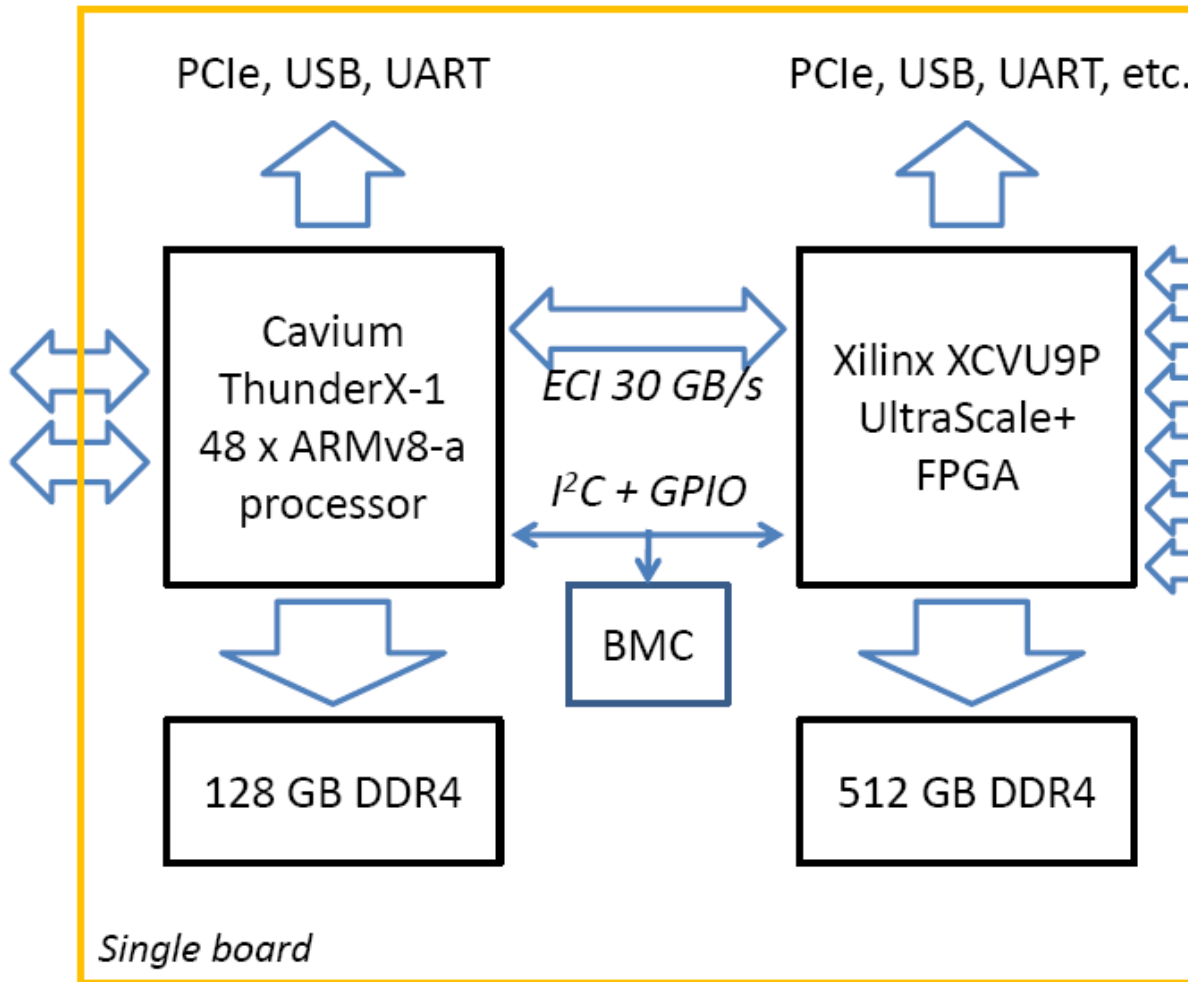 PCIe, USB, UART
PCIe, USB, UART, etc.
Cavium
ThunderX-1
48 x ARMv8-a
processor
ECI 30 GB/s
I²C + GPIO
Xilinx XCVU9P
UltraScale+
FPGA
BMC
128 GB DDR4
512 GB DDR4
Single board